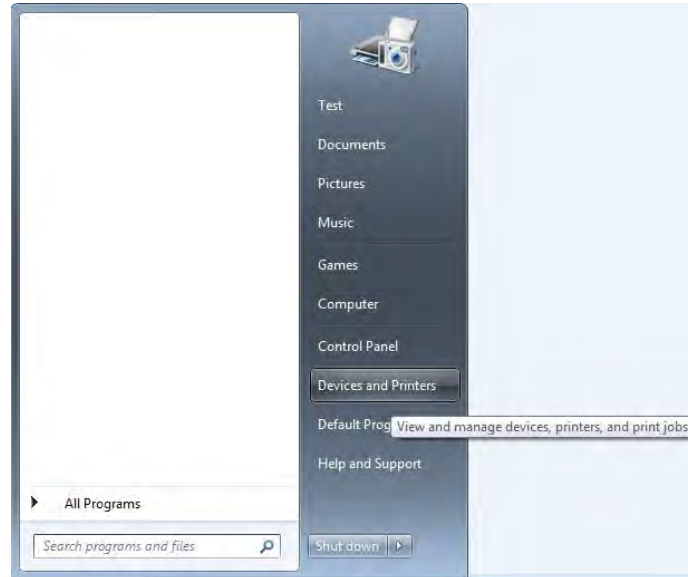 Test
Documents
Pictures
Music
Games
Computer
Control Panel
Devices and Printers
Default Prog
View and manage devices, printers, and print jobs
Help and Support
All Programs
Search programs and files
Shut down